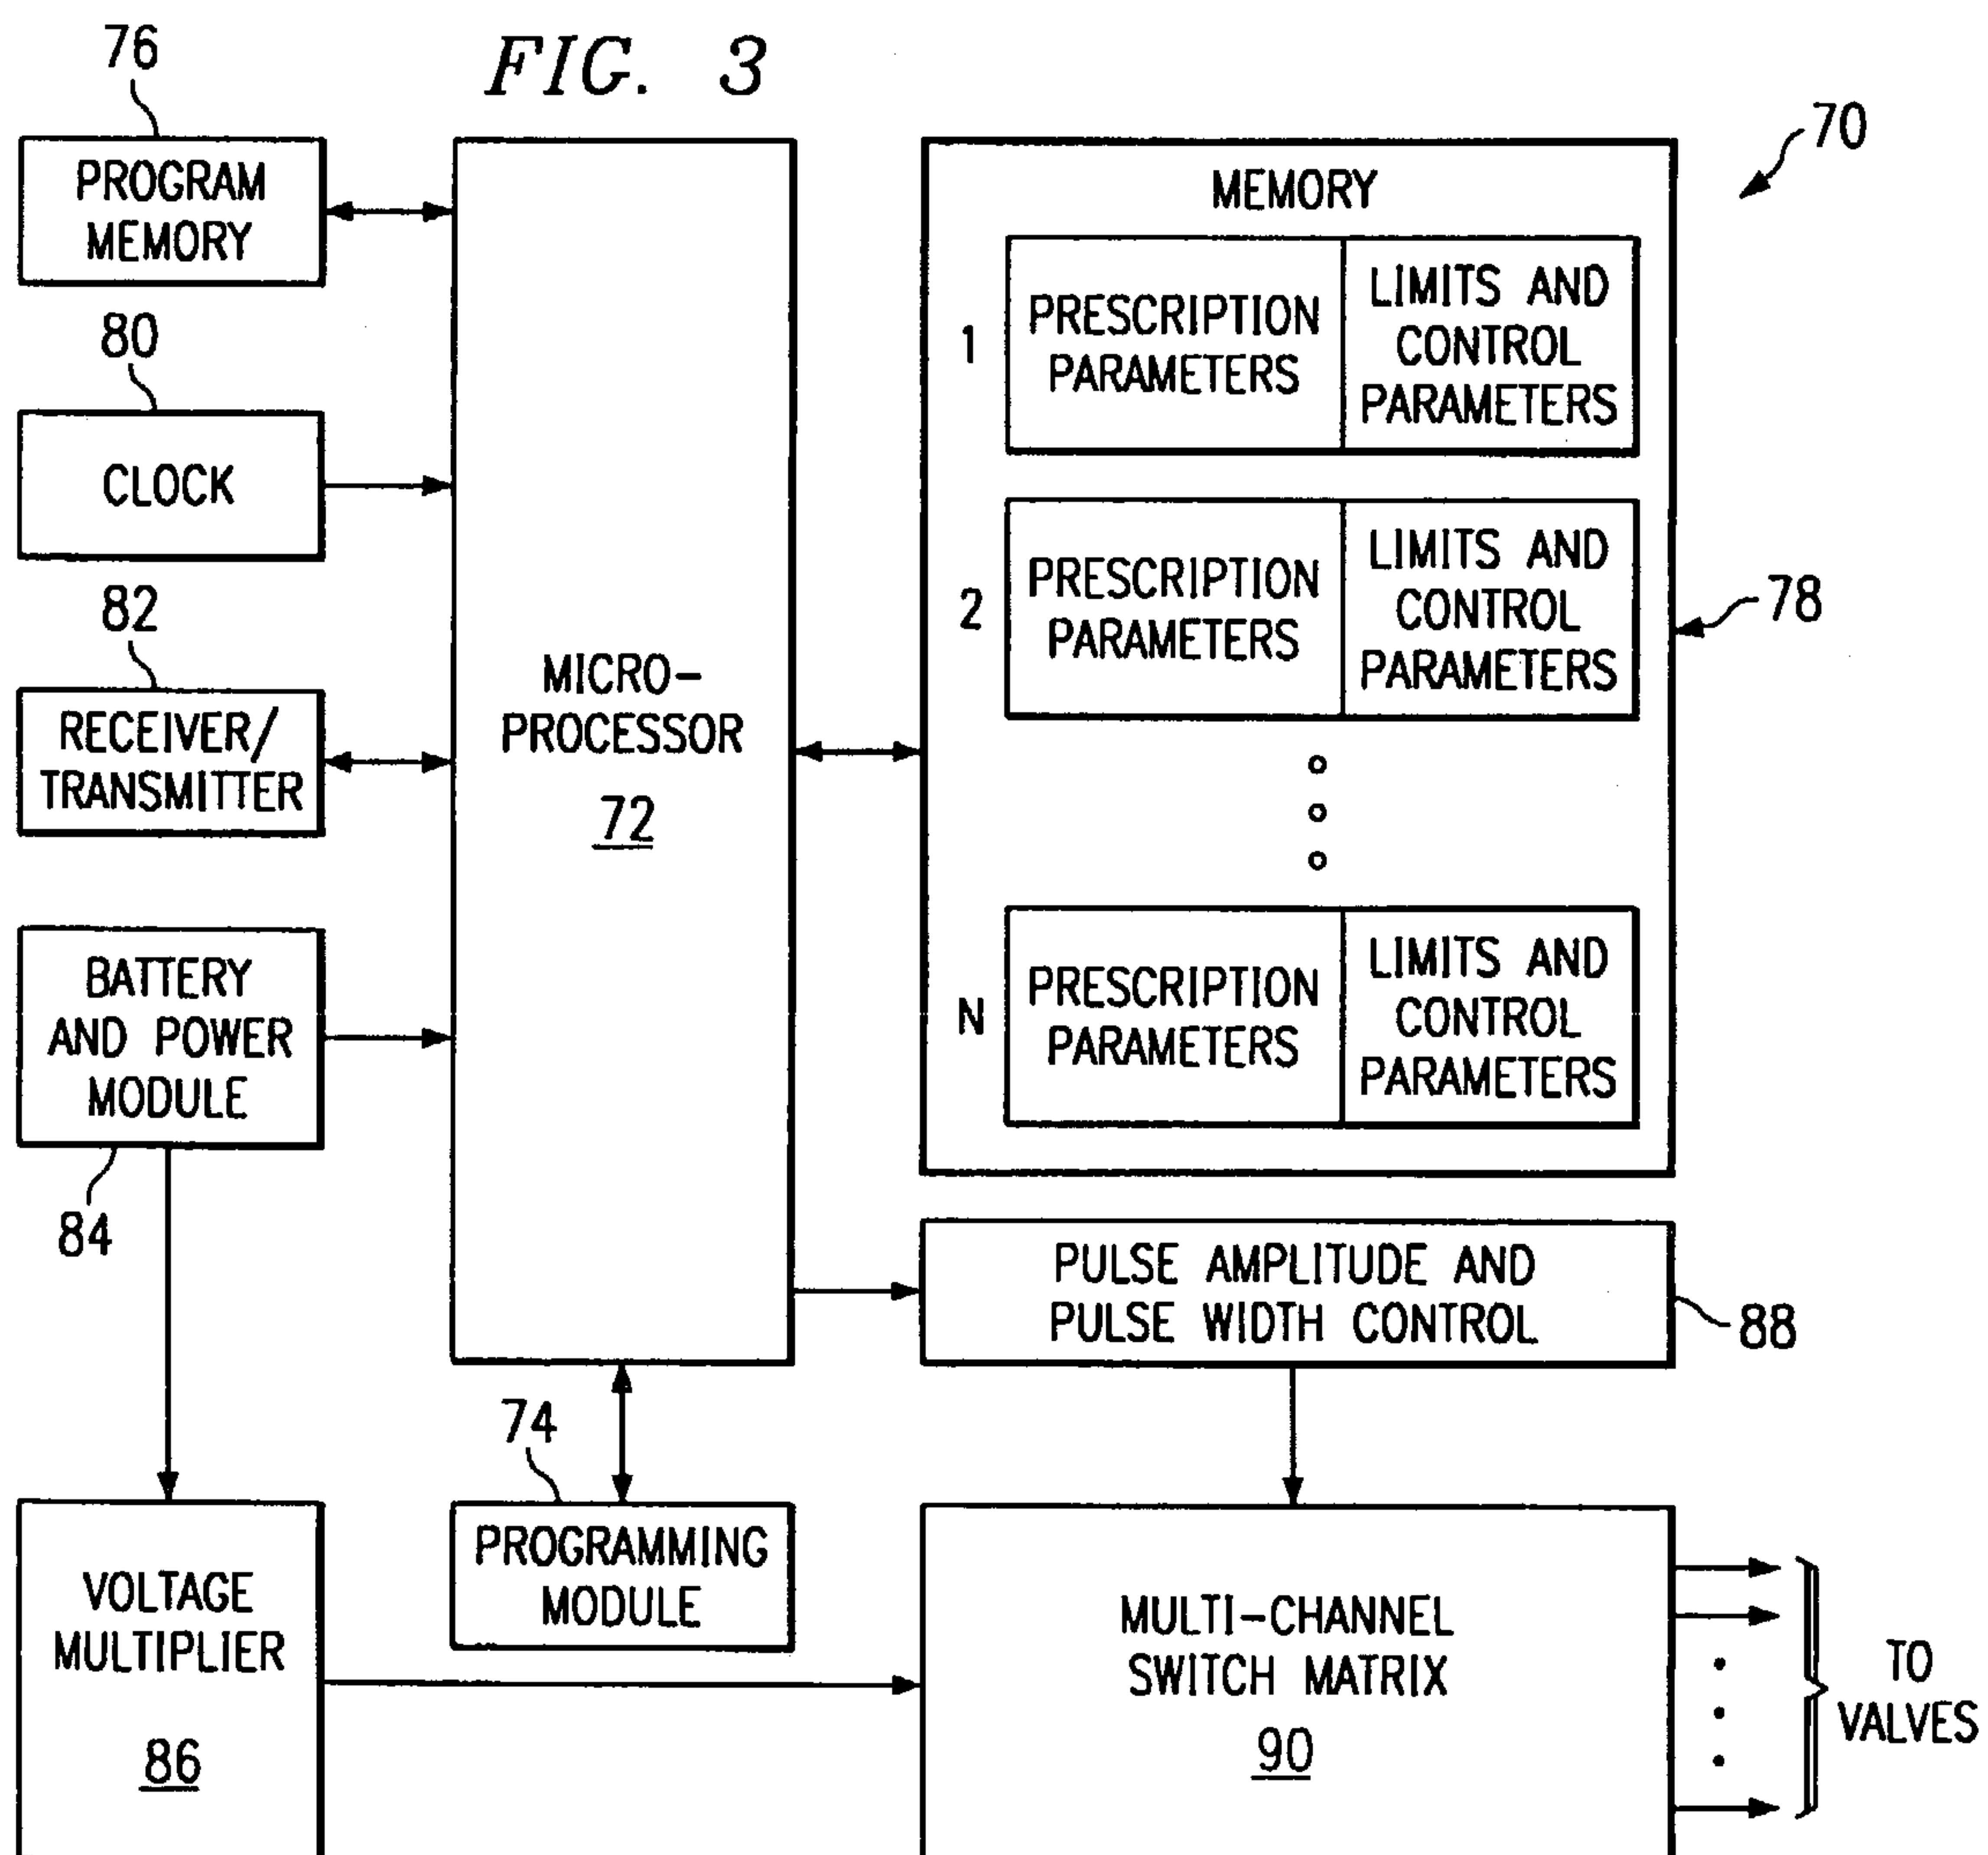 FIG. 3
76
PROGRAM
MEMORY
80
CLOCK
82
RECEIVER/
TRANSMITTER
BATTERY
AND POWER
MODULE
84
VOLTAGE
MULTIPLIER
86
MICRO-
PROCESSOR
72
74
PROGRAMMING
MODULE
70
MEMORY
1
PRESCRIPTION
PARAMETERS
LIMITS AND
CONTROL
PARAMETERS
2
PRESCRIPTION
PARAMETERS
LIMITS AND
CONTROL
PARAMETERS
78
N
PRESCRIPTION
PARAMETERS
LIMITS AND
CONTROL
PARAMETERS
PULSE AMPLITUDE AND
PULSE WIDTH CONTROL
88
MULTI-CHANNEL
SWITCH MATRIX
90
TO
VALVES